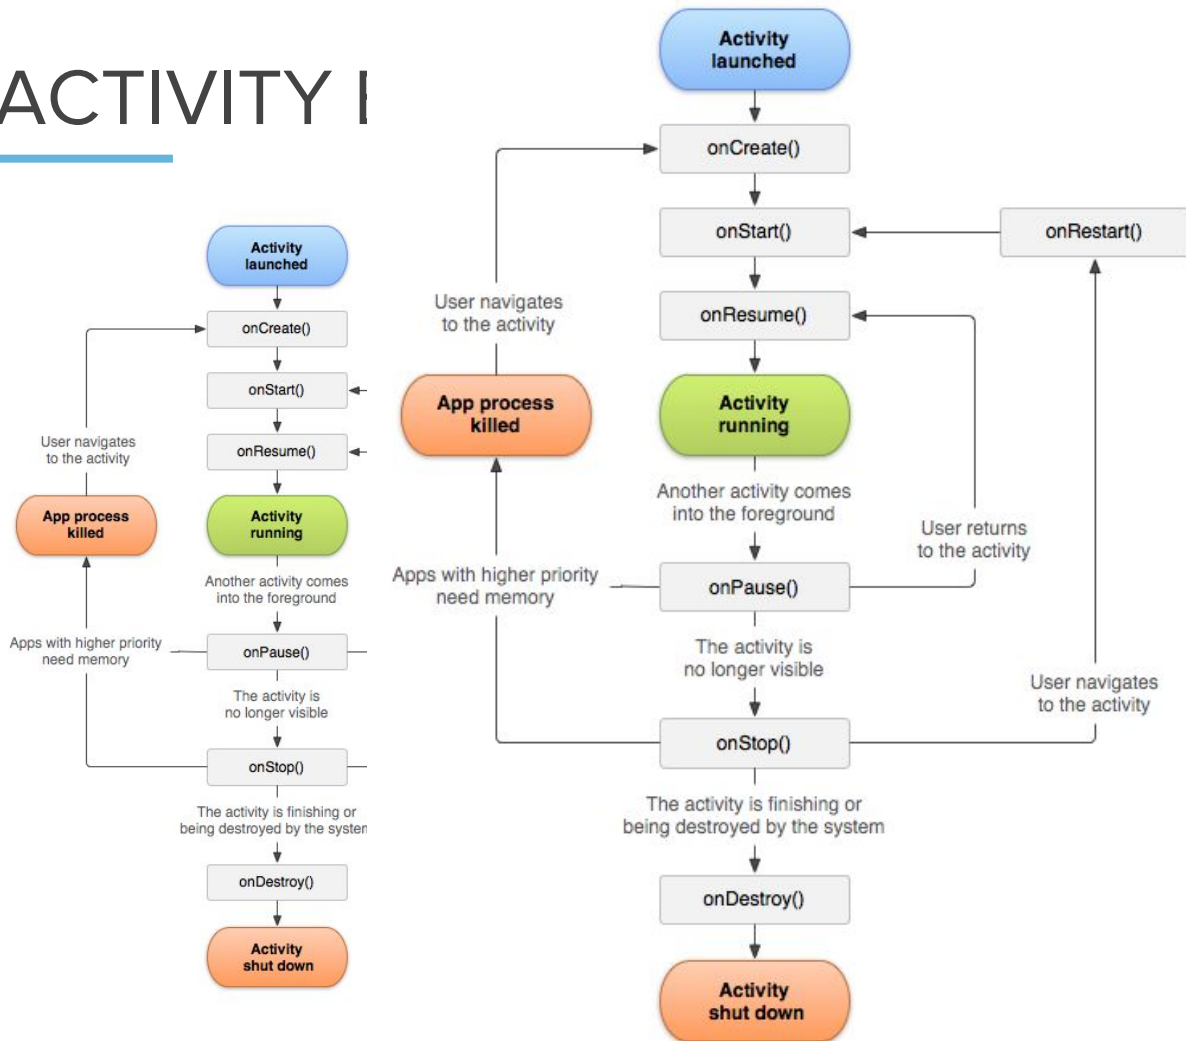 ACTIVITY
Activity
launched
onCreate()
onStart()
onResume()
User navigates
to the activity
App process
killed
Activity
running
Another activity comes
into the foreground
Apps with higher priority
need memory
onPause()
The activity is
no longer visible
onStop()
The activity is finishing or
being destroyed by the system
onDestroy()
Activity
shut down
Activity
launched
onCreate()
onStart()
onRestart()
User navigates
to the activity
onResume()
App process
killed
Activity
running
Another activity comes
into the foreground
User returns
to the activity
Apps with higher priority
need memory
onPause()
The activity is
no longer visible
User navigates
to the activity
onStop()
The activity is finishing or
being destroyed by the system
onDestroy()
Activity
shut down